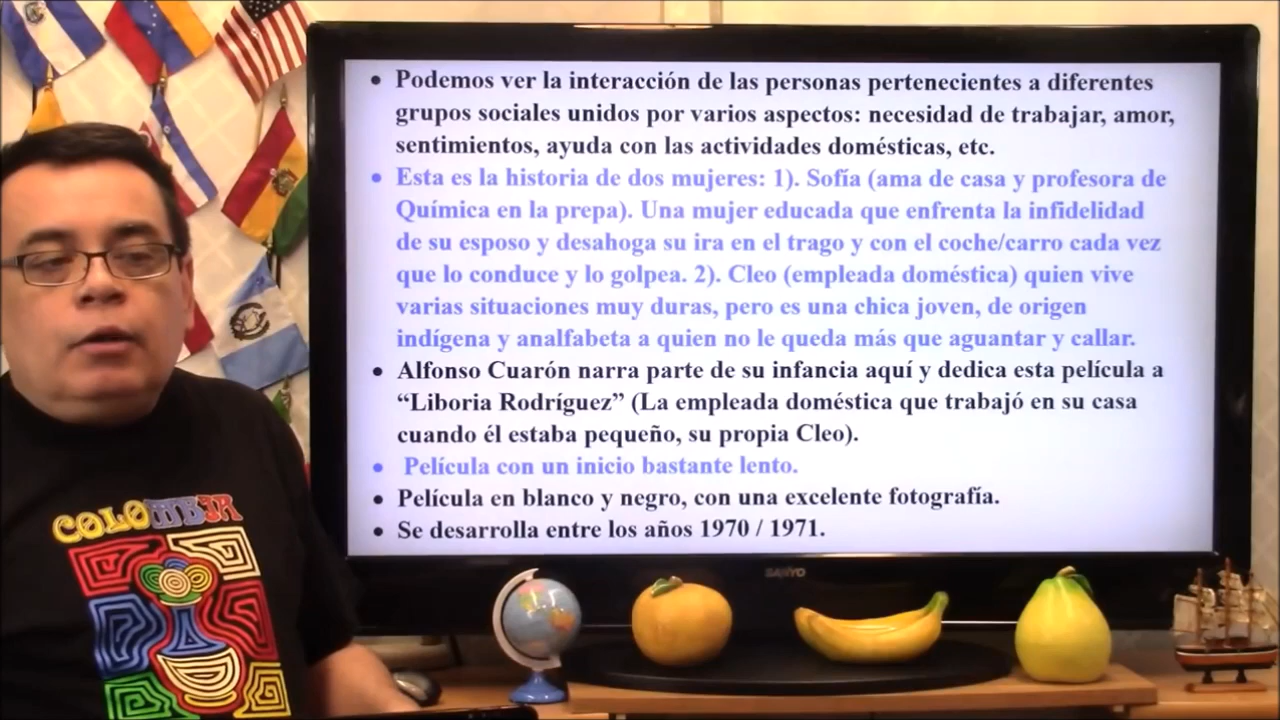 • Podemos ver la interacción de las personas pertenecientes a diferentes
grupos sociales unidos por varios aspectos: necesidad de trabajar, amor,
sentimientos, ayuda con las actividades domésticas, etc.
• Esta es la historia de dos mujeres: 1). Sofía (ama de casa y profesora de
Química en la prepa). Una mujer educada que enfrenta la infidelidad
de su esposo y desahoga su ira en el trago y con el coche/carro cada vez
que lo conduce y lo golpea. 2). Cleo (empleada doméstica) quien vive
varias situaciones muy duras, pero es una chica joven, de origen
indígena y analfabeta a quien no le queda más que aguantar y callar.
• Alfonso Cuarón narra parte de su infancia aquí y dedica esta película a
“Liboria Rodríguez” (La empleada doméstica que trabajó en su casa
cuando él estaba pequeño, su propia Cleo).
• Película con un inicio bastante lento.
• Película en blanco y negro, con una excelente fotografía.
• Se desarrolla entre los años 1970 / 1971.
SANYO
COLOMBIA